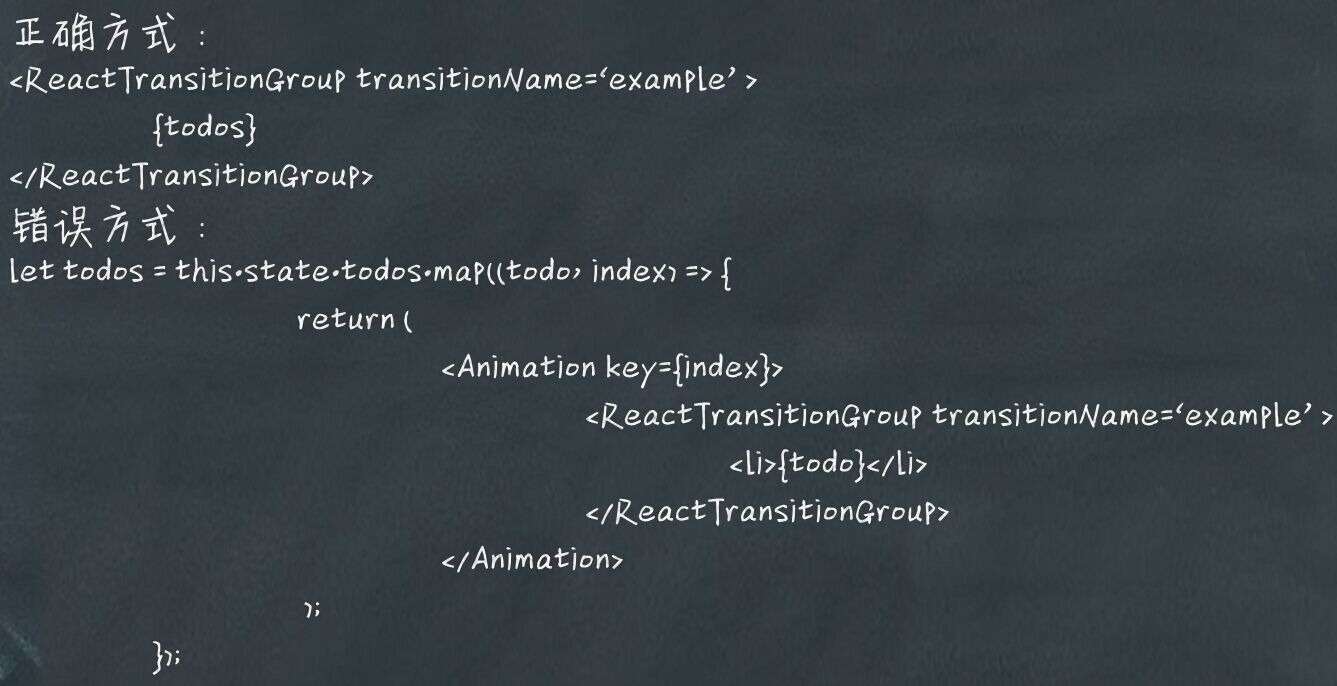 正确方式：
<ReactTransitionGroup transitionName=‘example’ >
{todos}
</ReactTransitionGroup>
错误方式：
let todos = this.state.todos.map((todo, index) => {
return (
<Animation key={index}>
<ReactTransitionGroup transitionName=‘example’ >
<li>{todo}</li>
</ReactTransitionGroup>
</Animation>
);
});